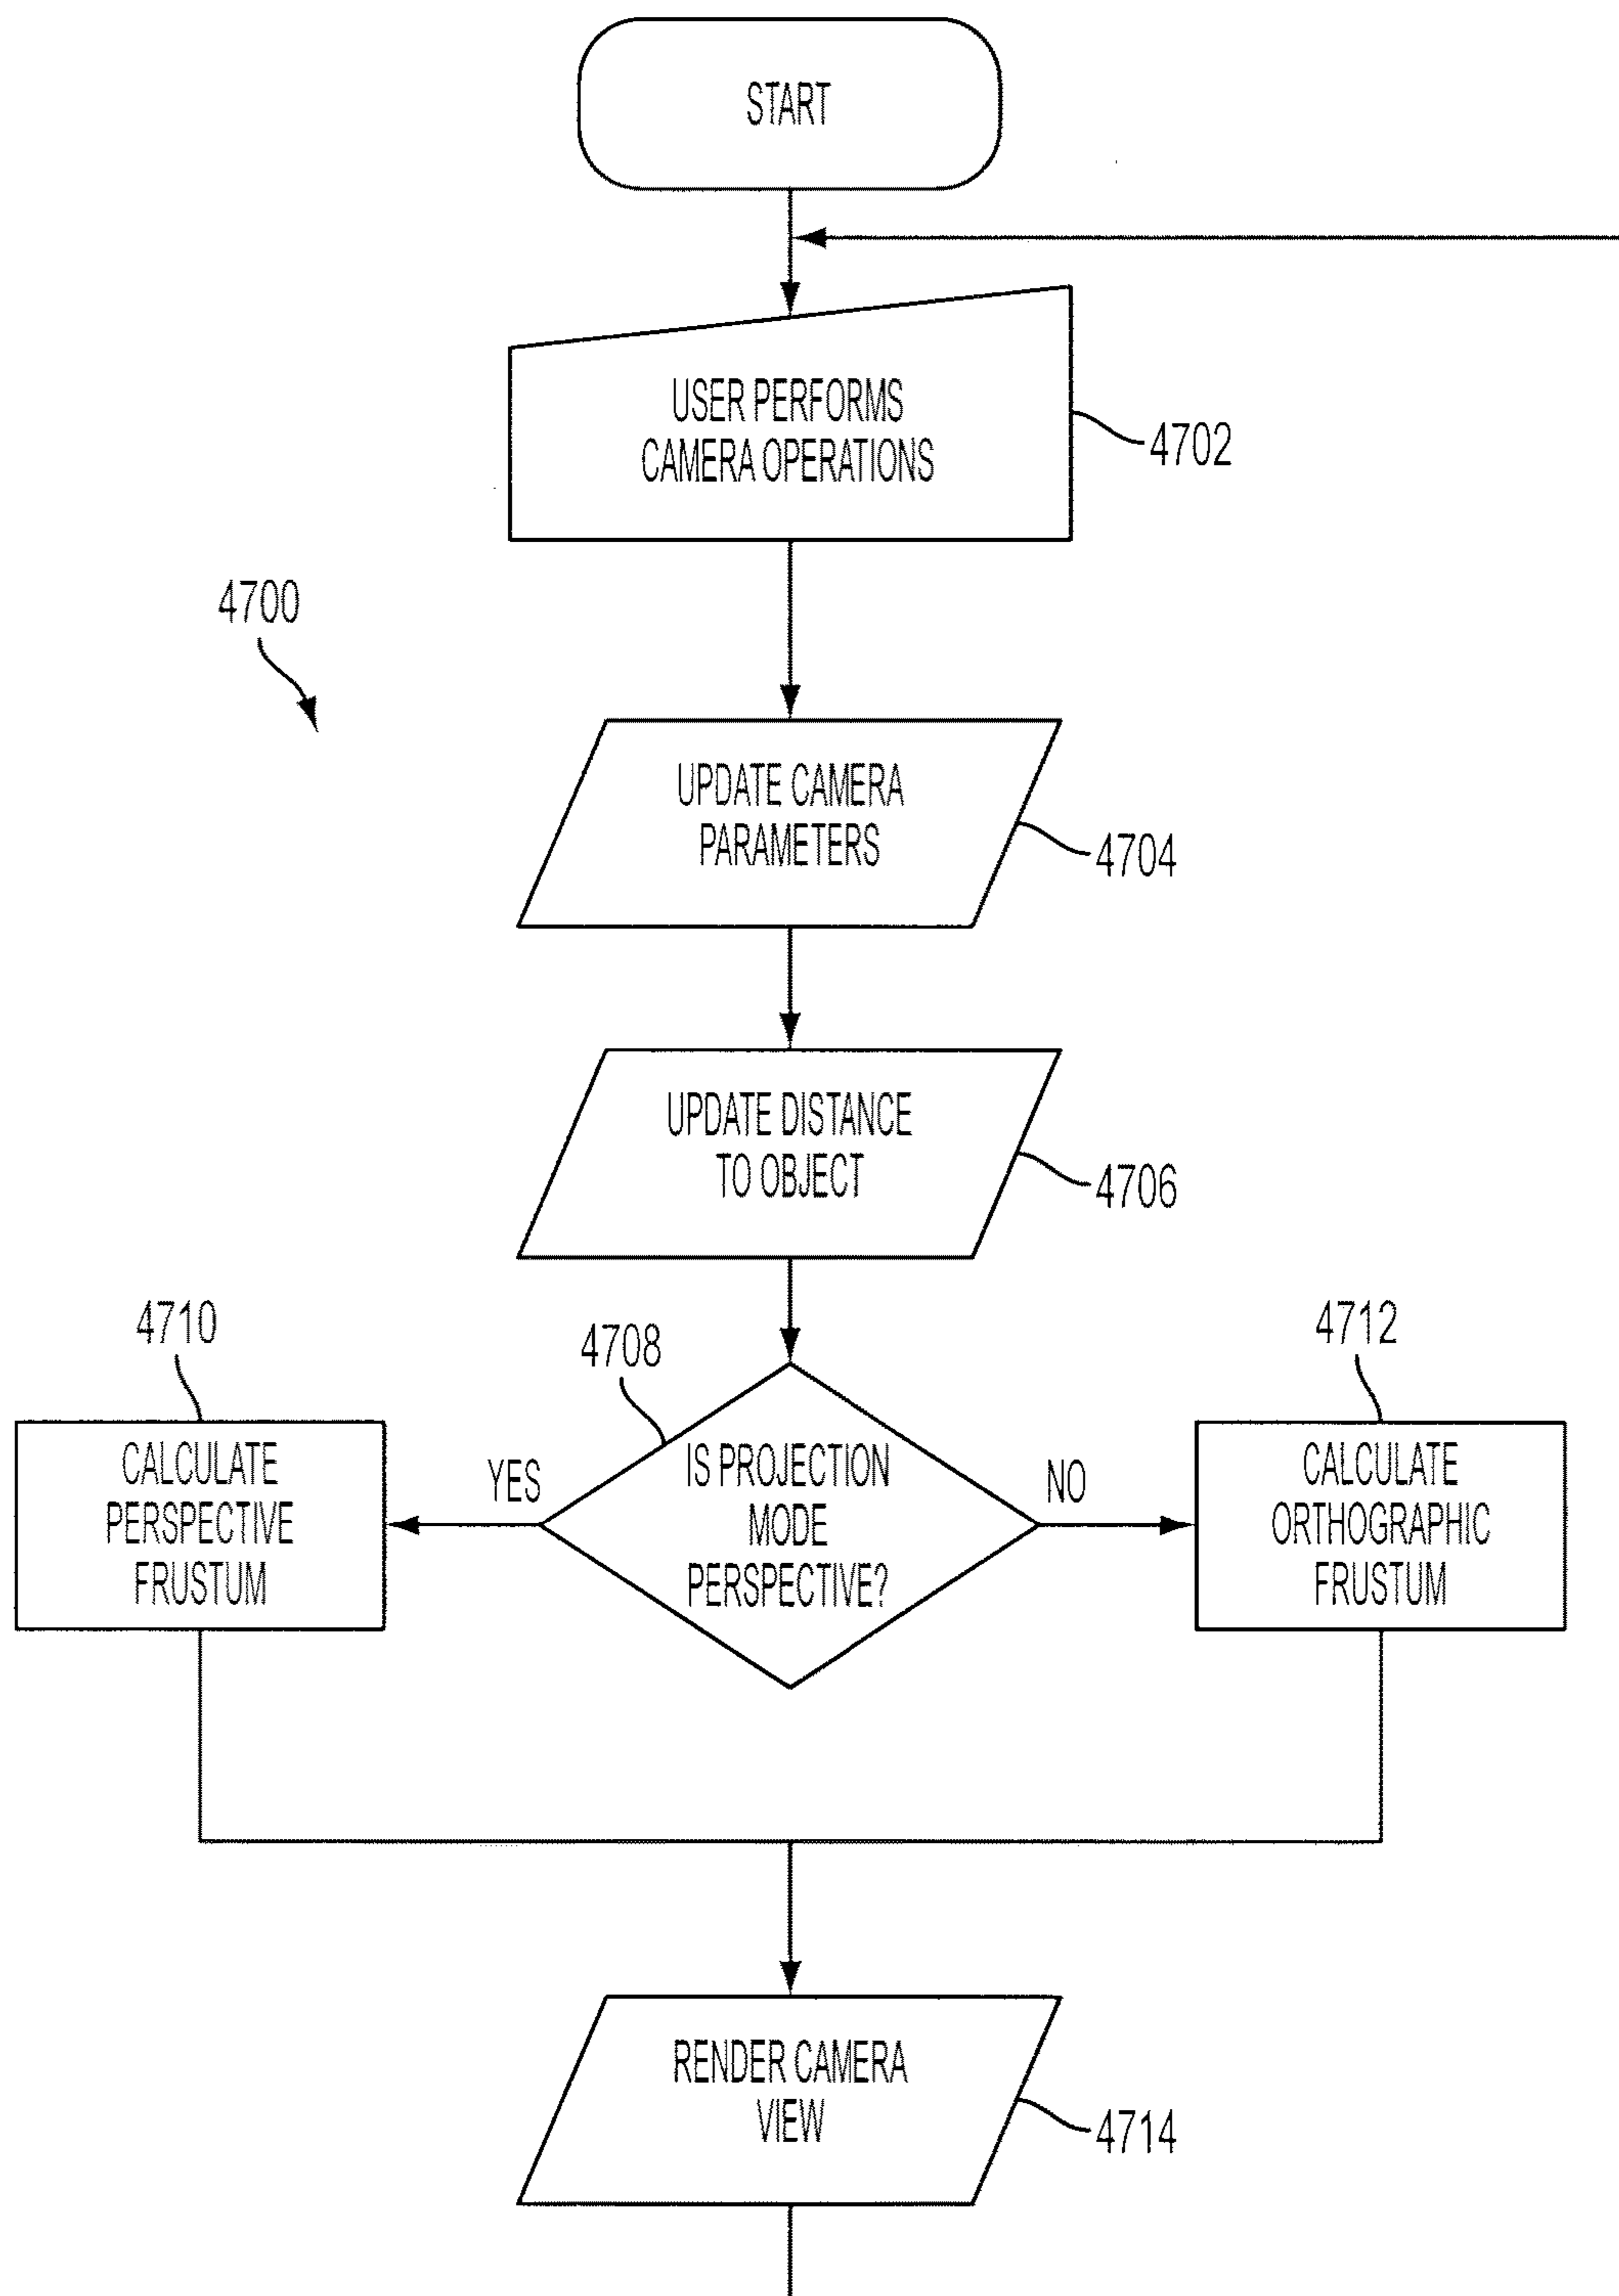 START
USER PERFORMS
CAMERA OPERATIONS
4702
4700
UPDATE CAMERA
PARAMETERS
4704
UPDATE DISTANCE
TO OBJECT
4706
4710
4708
4712
CALCULATE
PERSPECTIVE
FRUSTUM
YES
IS PROJECTION
MODE
PERSPECTIVE?
NO
CALCULATE
ORTHOGRAPHIC
FRUSTUM
RENDER CAMERA
VIEW
4714